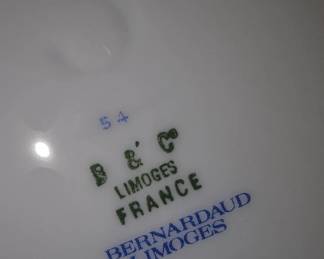 54
B & Cº
LIMOGES
FRANCE
BERNARDAUD
LIMOGES